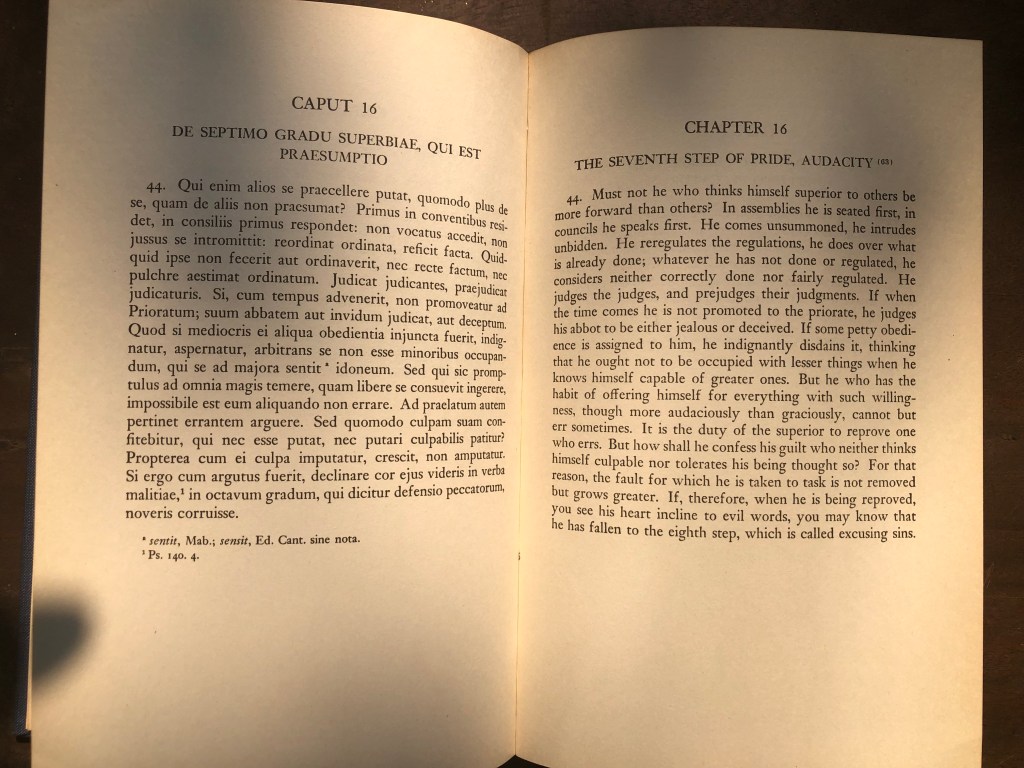 CAPUT 16
DE SEPTIMO GRADU SUPERBIAE, QUI EST
PRAESUMPTIO
44. Qui enim alios se praecellere putat, quomodo plus de
se, quam de aliis non praesumat? Primus in conventibus resi-
det, in consiliis primus respondet: non vocatus accedit, non
jussus se intromittit: reordinat ordinata, reficit facta. Quid-
quid ipse non fecerit aut ordinaverit, nec recte factum, nec
pulchre aestimat ordinatum. Judicat judicantes, praejudicat
judicaturis. Si, cum tempus advenerit, non promoveatur ad
Prioratum; suum abbatem aut invidum judicat, aut deceptum.
Quod si mediocris ei aliqua obedientia injuncta fuerit, indig-
natur, aspernatur, arbitrans se non esse minoribus occupan-
dum, qui se ad majora sentit * idoneum. Sed qui sic promp-
tulus ad omnia magis temere, quam libere se consuevit ingerere,
impossibile est eum aliquando non errare. Ad praelatum autem
pertinet errantem arguere. Sed quomodo culpam suam con-
fitebitur, qui nec esse putat, nec putari culpabilis patitur?
Propterea cum ei culpa imputatur, crescit, non amputatur.
Si ergo cum argutus fuerit, declinare cor ejus videris in verba
malitiae,¹ in octavum gradum, qui dicitur defensio peccatorum,
noveris corruisse.
* sentit, Mab.; sensit, Ed. Cant. sine nota.
¹ Ps. 140. 4.
CHAPTER 16
THE SEVENTH STEP OF PRIDE, AUDACITY (63)
44. Must not he who thinks himself superior to others be
more forward than others? In assemblies he is seated first, in
councils he speaks first. He comes unsummoned, he intrudes
unbidden. He reregulates the regulations, he does over what
is already done; whatever he has not done or regulated, he
considers neither correctly done nor fairly regulated. He
judges the judges, and prejudges their judgments. If when
the time comes he is not promoted to the priorate, he judges
his abbot to be either jealous or deceived. If some petty obedi-
ence is assigned to him, he indignantly disdains it, thinking
that he ought not to be occupied with lesser things when he
knows himself capable of greater ones. But he who has the
habit of offering himself for everything with such willing-
ness, though more audaciously than graciously, cannot but
err sometimes. It is the duty of the superior to reprove one
who errs. But how shall he confess his guilt who neither thinks
himself culpable nor tolerates his being thought so? For that
reason, the fault for which he is taken to task is not removed
but grows greater. If, therefore, when he is being reproved,
you see his heart incline to evil words, you may know that
he has fallen to the eighth step, which is called excusing sins.